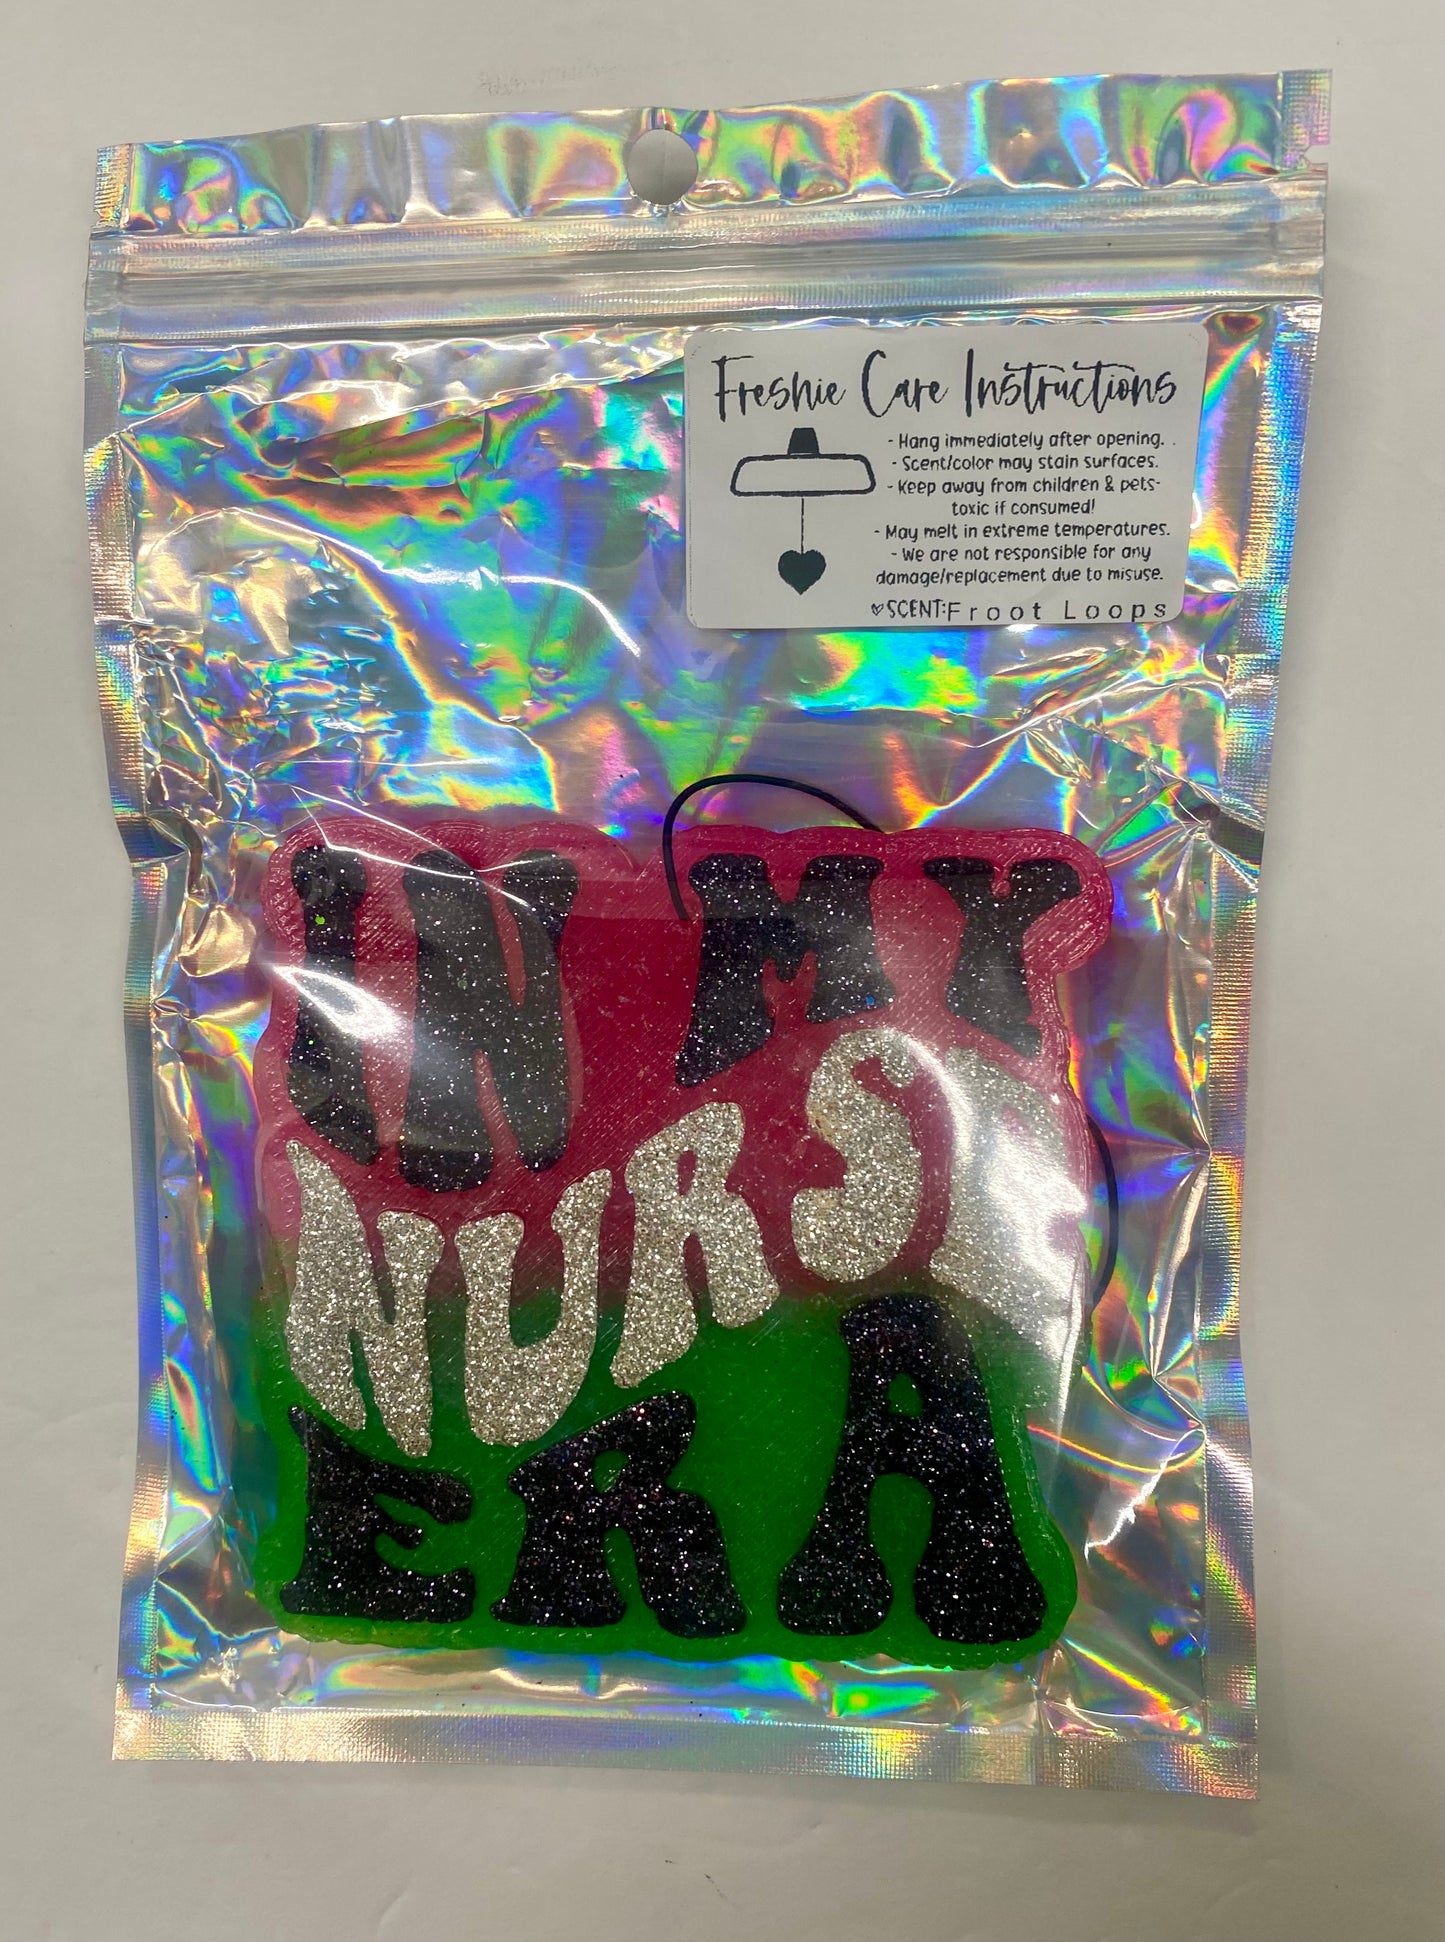 Freshie Care Instructions
- Hang immediately after opening.
- Scent/color may stain surfaces.
- Keep away from children & pets-
toxic if consumed!
- May melt in extreme temperatures.
- We are not responsible for any
damage/replacement due to misuse.
SCENT: Froot Loops
IN MY
NURSE
ERA